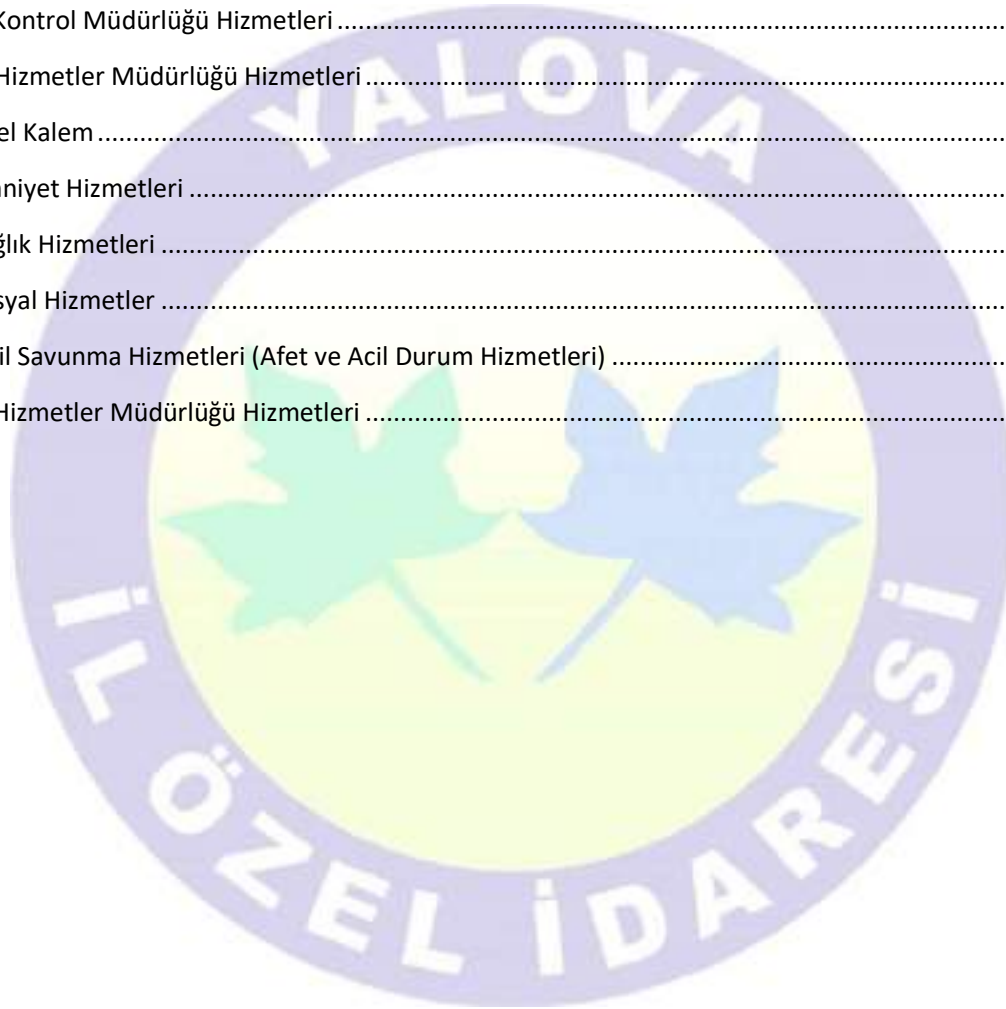 Kontrol Müdürlüğü Hizmetleri
Hizmetler Müdürlüğü Hizmetleri
el Kalem
niyet Hizmetleri
ğlık Hizmetleri
syal Hizmetler
il Savunma Hizmetleri (Afet ve Acil Durum Hizmetleri)
Hizmetler Müdürlüğü Hizmetleri
YALOVA
İL ÖZEL İDARESİ